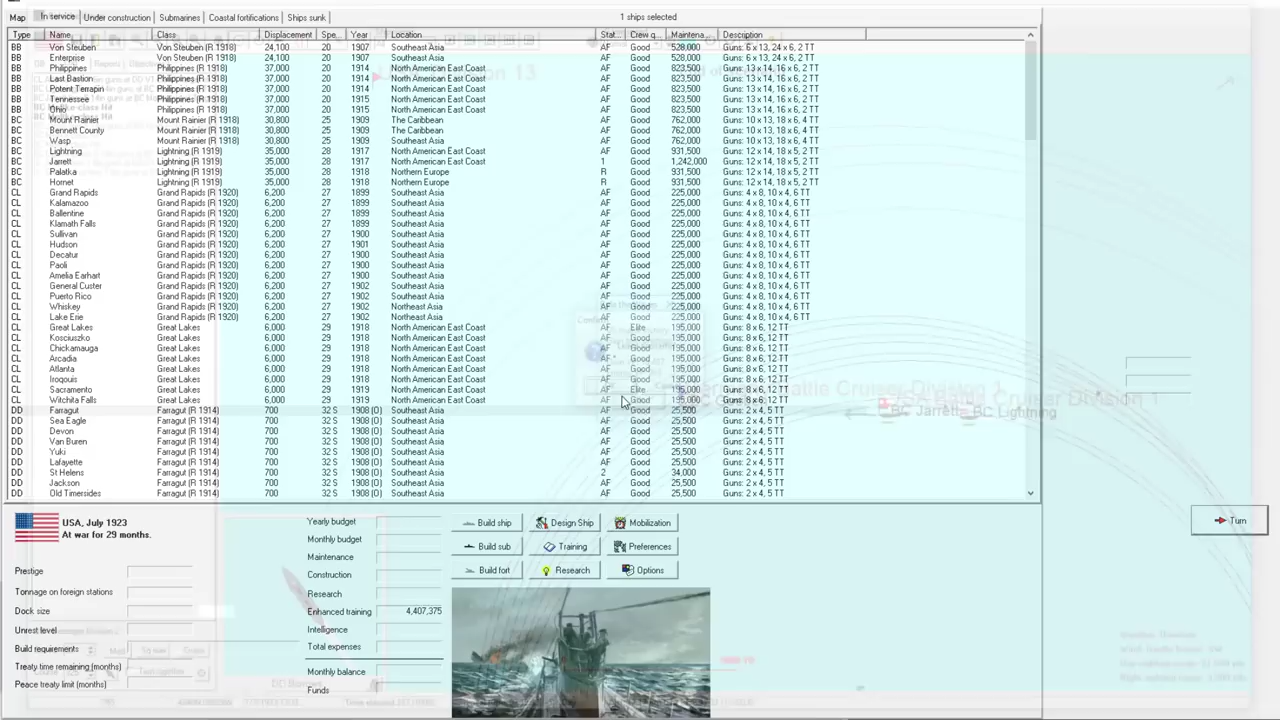 Map In service Under construction Submarines Coastal fortifications Ships sunk 1 ships selected
Type Name Class Displacement Spe... Year Location Stat... Crew q... Maintena... Description
BB Von Steuben Von Steuben (R 1918) 24,100 20 1907 Southeast Asia AF Good 528,000 Guns: 6 x 13, 24 x 6, 2 TT
BB Enterprise Von Steuben (R 1918) 24,100 20 1907 Southeast Asia AF Good 528,000 Guns: 6 x 13, 24 x 6, 2 TT
BB Philippines Philippines (R 1918) 37,000 20 1914 North American East Coast AF Good 823,500 Guns: 13 x 14, 16 x 6, 2 TT
BB Last Bastion Philippines (R 1918) 37,000 20 1914 North American East Coast AF Good 823,500 Guns: 13 x 14, 16 x 6, 2 TT
BB Potent Terrapin Philippines (R 1918) 37,000 20 1914 North American East Coast AF Good 823,500 Guns: 13 x 14, 16 x 6, 2 TT
BB Tennessee Philippines (R 1918) 37,000 20 1915 North American East Coast AF Good 823,500 Guns: 13 x 14, 16 x 6, 2 TT
BB Ohio Philippines (R 1918) 37,000 20 1915 North American East Coast AF Good 823,500 Guns: 13 x 14, 16 x 6, 2 TT
BC Mount Rainier Mount Rainier (R 1918) 30,800 25 1909 The Caribbean AF Good 762,000 Guns: 10 x 13, 18 x 6, 4 TT
BC Bennett County Mount Rainier (R 1918) 30,800 25 1909 The Caribbean AF Good 762,000 Guns: 10 x 13, 18 x 6, 4 TT
BC Wasp Mount Rainier (R 1918) 30,800 25 1909 Southeast Asia AF Good 762,000 Guns: 10 x 13, 18 x 6, 4 TT
BC Lightning Lightning (R 1919) 35,000 28 1917 North American East Coast AF Good 931,500 Guns: 12 x 14, 18 x 5, 2 TT
BC Jarrett Lightning (R 1919) 35,000 28 1917 North American East Coast 1 Good 1,242,000 Guns: 12 x 14, 18 x 5, 2 TT
BC Palatka Lightning (R 1919) 35,000 28 1918 Northern Europe R Good 931,500 Guns: 12 x 14, 18 x 5, 2 TT
BC Hornet Lightning (R 1919) 35,000 28 1918 Northern Europe R Good 931,500 Guns: 12 x 14, 18 x 5, 2 TT
CL Grand Rapids Grand Rapids (R 1920) 6,200 27 1899 Southeast Asia AF Good 225,000 Guns: 4 x 8, 10 x 4, 6 TT
CL Kalamazoo Grand Rapids (R 1920) 6,200 27 1899 Southeast Asia AF Good 225,000 Guns: 4 x 8, 10 x 4, 6 TT
CL Ballentine Grand Rapids (R 1920) 6,200 27 1899 Southeast Asia AF Good 225,000 Guns: 4 x 8, 10 x 4, 6 TT
CL Klamath Falls Grand Rapids (R 1920) 6,200 27 1899 Southeast Asia AF Good 225,000 Guns: 4 x 8, 10 x 4, 6 TT
CL Sullivan Grand Rapids (R 1920) 6,200 27 1900 Southeast Asia AF Good 225,000 Guns: 4 x 8, 10 x 4, 6 TT
CL Hudson Grand Rapids (R 1920) 6,200 27 1901 Southeast Asia AF Good 225,000 Guns: 4 x 8, 10 x 4, 6 TT
CL Decatur Grand Rapids (R 1920) 6,200 27 1900 Southeast Asia AF Good 225,000 Guns: 4 x 8, 10 x 4, 6 TT
CL Paoli Grand Rapids (R 1920) 6,200 27 1900 Southeast Asia AF Good 225,000 Guns: 4 x 8, 10 x 4, 6 TT
CL Amelia Earhart Grand Rapids (R 1920) 6,200 27 1900 Southeast Asia AF Good 225,000 Guns: 4 x 8, 10 x 4, 6 TT
CL General Custer Grand Rapids (R 1920) 6,200 27 1902 Southeast Asia AF Good 225,000 Guns: 4 x 8, 10 x 4, 6 TT
CL Puerto Rico Grand Rapids (R 1920) 6,200 27 1902 Southeast Asia AF Good 225,000 Guns: 4 x 8, 10 x 4, 6 TT
CL Whiskey Grand Rapids (R 1920) 6,200 27 1902 Northeast Asia AF Good 225,000 Guns: 4 x 8, 10 x 4, 6 TT
CL Lake Erie Grand Rapids (R 1920) 6,200 27 1902 Northeast Asia AF Good 225,000 Guns: 4 x 8, 10 x 4, 6 TT
CL Great Lakes Great Lakes 6,000 29 1918 North American East Coast AF Elite 195,000 Guns: 8 x 6, 12 TT
CL Kosciuszko Great Lakes 6,000 29 1918 North American East Coast AF Good 195,000 Guns: 8 x 6, 12 TT
CL Chickamauga Great Lakes 6,000 29 1918 North American East Coast AF Good 195,000 Guns: 8 x 6, 12 TT
CL Arcadia Great Lakes 6,000 29 1918 North American East Coast AF * Good 195,000 Guns: 8 x 6, 12 TT
CL Atlanta Great Lakes 6,000 29 1918 North American East Coast AF Good 195,000 Guns: 8 x 6, 12 TT
CL Iroquois Great Lakes 6,000 29 1918 North American East Coast AF Good 195,000 Guns: 8 x 6, 12 TT
CL Sacramento Great Lakes 6,000 29 1919 North American East Coast AF Elite 195,000 Guns: 8 x 6, 12 TT
CL Witchita Falls Great Lakes 6,000 29 1919 North American East Coast AF Good 195,000 Guns: 8 x 6, 12 TT
DD Farragut Farragut (R 1914) 700 32 S 1908 (O) Southeast Asia AF Good 25,500 Guns: 2 x 4, 5 TT
DD Sea Eagle Farragut (R 1914) 700 32 S 1908 (O) Southeast Asia AF Good 25,500 Guns: 2 x 4, 5 TT
DD Devon Farragut (R 1914) 700 32 S 1908 (O) Southeast Asia AF Good 25,500 Guns: 2 x 4, 5 TT
DD Van Buren Farragut (R 1914) 700 32 S 1908 (O) Southeast Asia AF Good 25,500 Guns: 2 x 4, 5 TT
DD Yuki Farragut (R 1914) 700 32 S 1908 (O) Southeast Asia AF Good 25,500 Guns: 2 x 4, 5 TT
DD Lafayette Farragut (R 1914) 700 32 S 1908 (O) Southeast Asia AF Good 25,500 Guns: 2 x 4, 5 TT
DD St Helens Farragut (R 1914) 700 32 S 1908 (O) Southeast Asia 2 Good 34,000 Guns: 2 x 4, 5 TT
DD Jackson Farragut (R 1914) 700 32 S 1908 (O) Southeast Asia AF Good 25,500 Guns: 2 x 4, 5 TT
DD Old Timersides Farragut (R 1914) 700 32 S 1908 (O) Southeast Asia AF Good 25,500 Guns: 2 x 4, 5 TT
BC Jarrett BC Lightning
USA, July 1923
At war for 29 months.
Prestige
Tonnage on foreign stations
Dock size
Unrest level
Build requirements
Treaty time remaining (months)
Peace treaty limit (months)
Yearly budget
Monthly budget
Maintenance
Construction
Research
Enhanced training 4,407,375
Intelligence
Total expenses
Monthly balance
Funds
Build ship Design Ship Mobilization
Build sub Training Preferences
Build fort Research Options
Turn